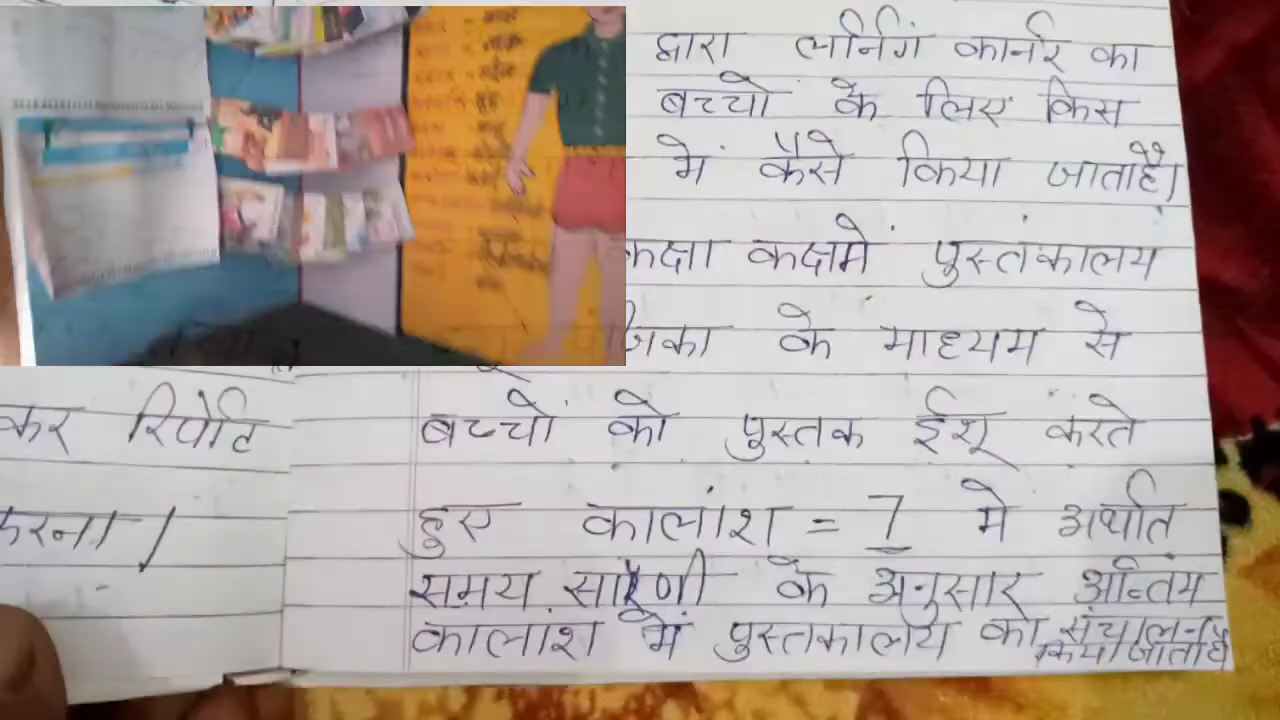 द्वारा लर्निंग कार्नर का
बच्चों के लिए किस
में कैसे किया जाता है।
कक्षा कक्ष में पुस्तकालय
के माध्यम से
बच्चों को पुस्तक ईशू करते
हुए कालांश = 7 मे अर्थात
समय सारणी के अनुसार अन्तिम
कालांश में पुस्तकालय का संचालन
किया जाता है
कर रिपोर्ट
करना।